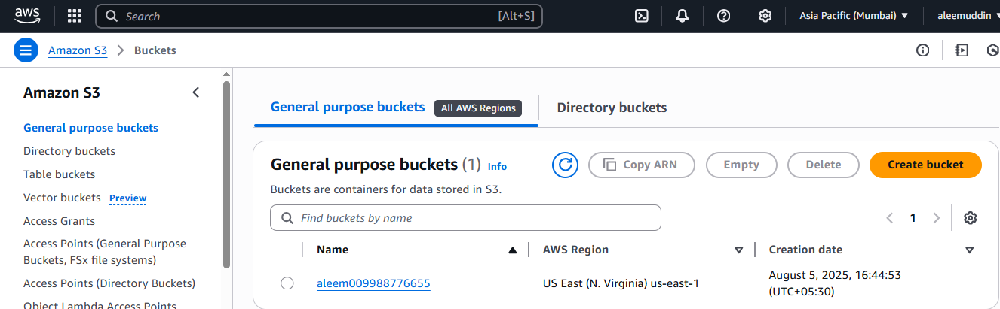 aws
Search [Alt+S]
Asia Pacific (Mumbai)
aleemuddin
Amazon S3 > Buckets
Amazon S3
General purpose buckets
Directory buckets
Table buckets
Vector buckets Preview
Access Grants
Access Points (General Purpose
Buckets, FSx file systems)
Access Points (Directory Buckets)
Object Lambda Access Points
General purpose buckets All AWS Regions
Directory buckets
General purpose buckets (1) Info
Copy ARN
Empty
Delete
Create bucket
Buckets are containers for data stored in S3.
Find buckets by name
1
Name AWS Region Creation date
aleem009988776655 US East (N. Virginia) us-east-1 August 5, 2025, 16:44:53
(UTC+05:30)